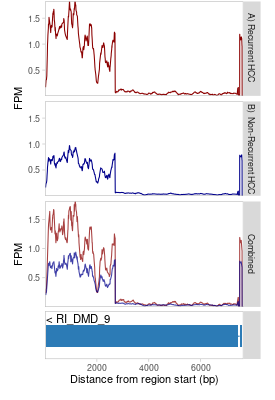 1.5
1.0
0.5
A) Recurrent HCC
FPM
1.5
1.0
0.5
B) Non-Recurrent HCC
1.5
1.0
0.5
Combined
FPM
< RI_DMD_9
2000
4000
6000
Distance from region start (bp)